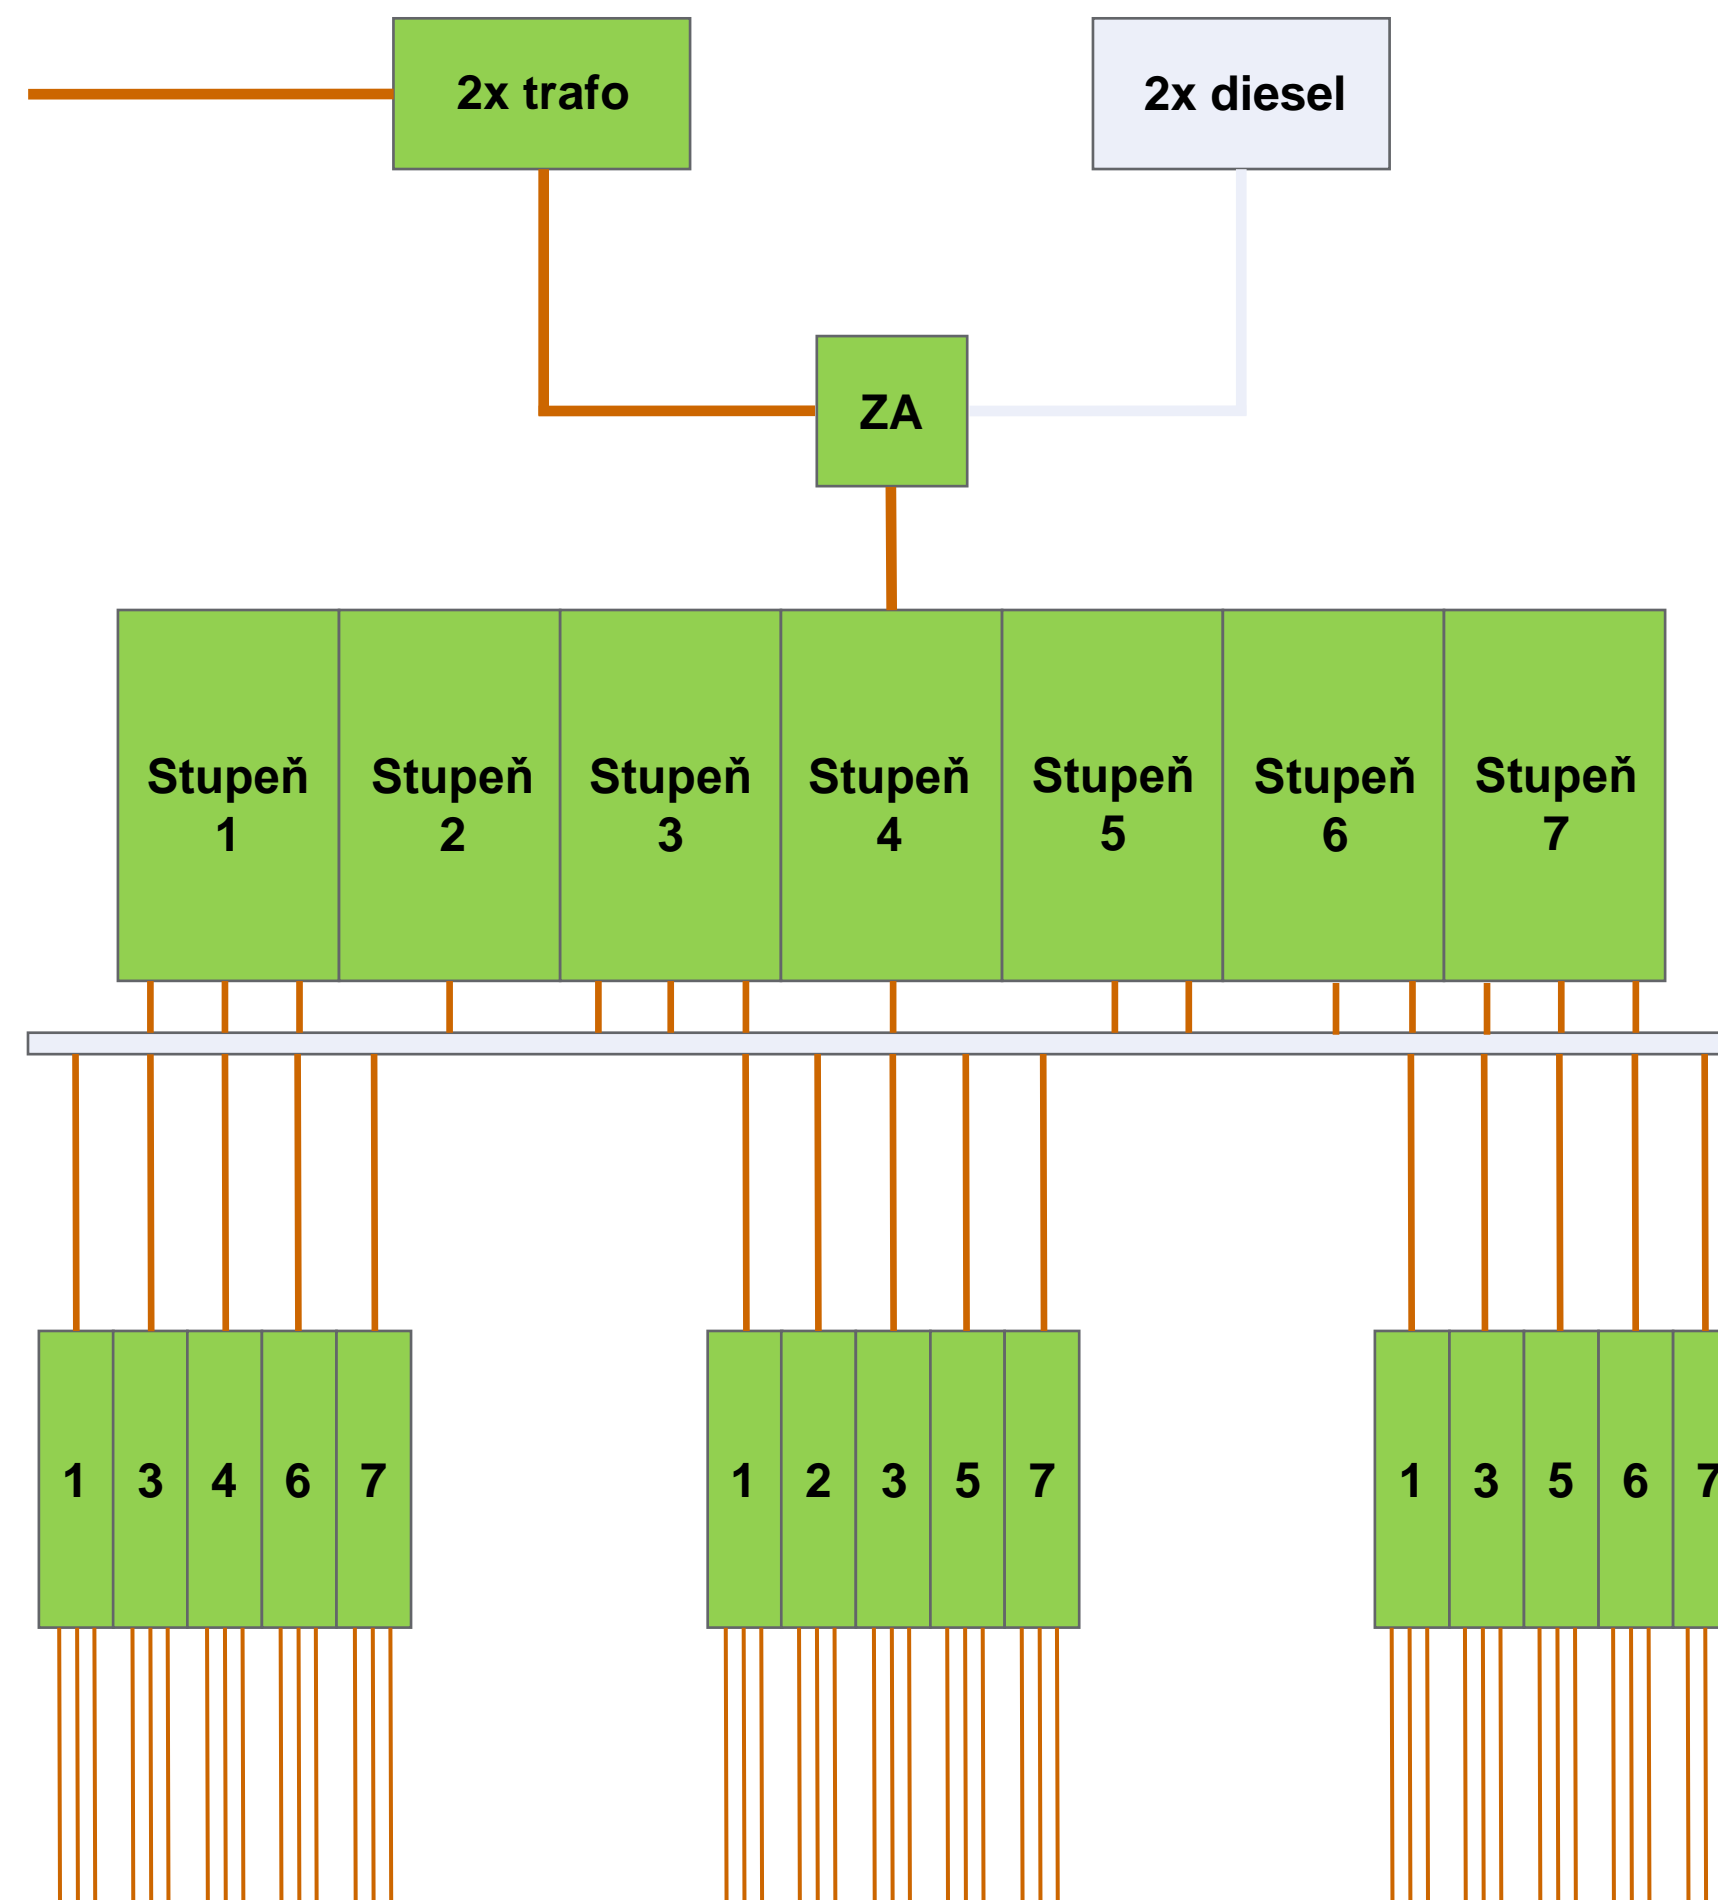 2x trafo
2x diesel
ZA
Stupeň
1
Stupeň
2
Stupeň
3
Stupeň
4
Stupeň
5
Stupeň
6
Stupeň
7
1 3 4 6 7
1 2 3 5 7
1 3 5 6 7